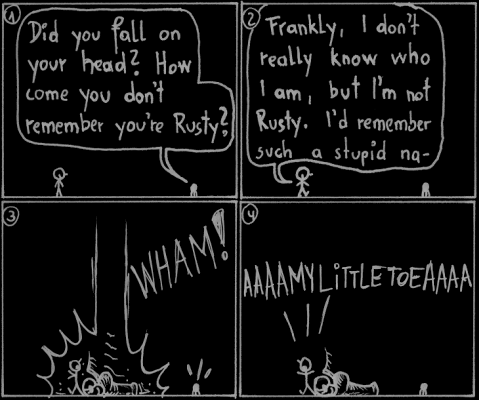 1
Did you fall on
your head? How
come you don't
remember you're Rusty?
2
Frankly, I don't
really know who
I am, but I'm not
Rusty. I'd remember
such a stupid na-
3
WHAM!
4
AAAAMYLiTTLETOEAAAA